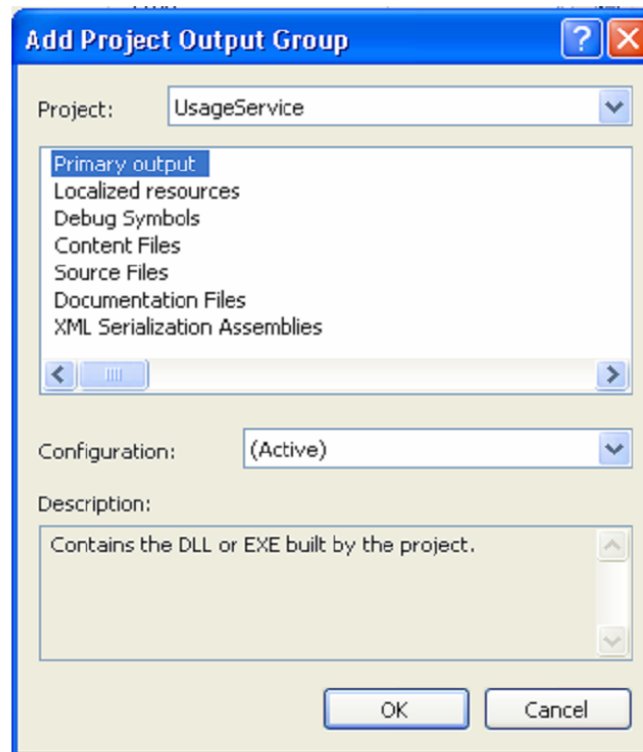 Add Project Output Group
Project: UsageService
Primary output
Localized resources
Debug Symbols
Content Files
Source Files
Documentation Files
XML Serialization Assemblies
Configuration: (Active)
Description:
Contains the DLL or EXE built by the project.
OK Cancel